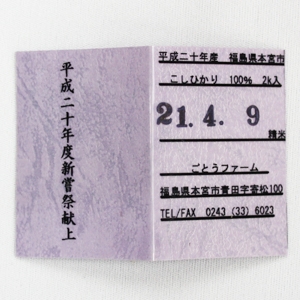 平成二十年度新嘗祭献上
平成二十年度 福島県本宮市
こしひかり 100% 2k入
21.4.9
精米
ごとうファーム
福島県本宮市青田字寄松100
TEL/FAX 0243 (33) 6023